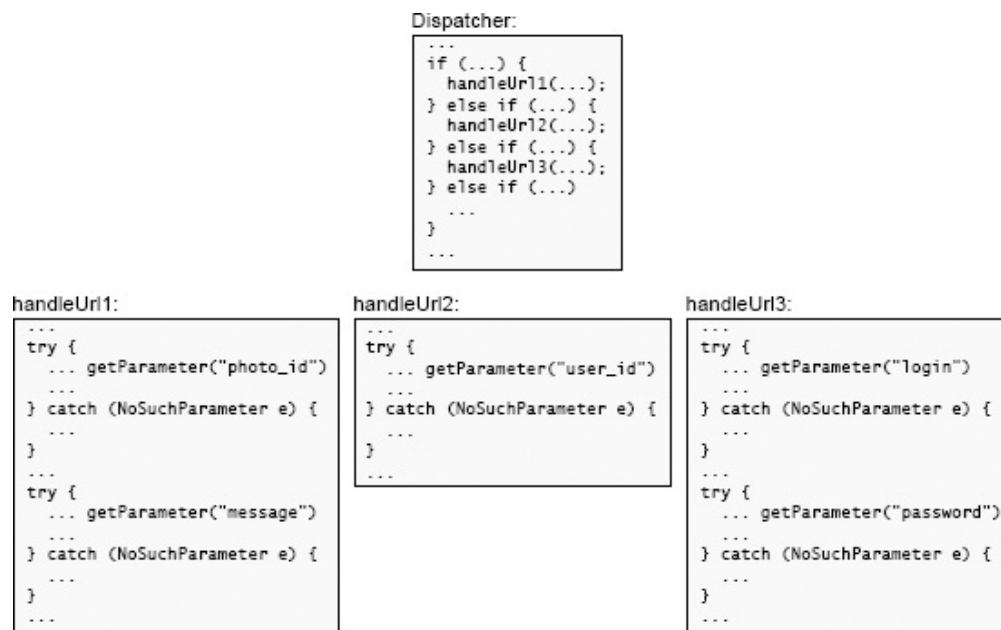 Dispatcher:
...
if (...) {
  handleUrl1(...);
} else if (...) {
  handleUrl2(...);
} else if (...) {
  handleUrl3(...);
} else if (...)
  ...
}
...
handleUrl1:
...
try {
  ... getParameter("photo_id")
  ...
} catch (NoSuchParameter e) {
  ...
}
...
try {
  ... getParameter("message")
  ...
} catch (NoSuchParameter e) {
  ...
}
...
handleUrl2:
...
try {
  ... getParameter("user_id")
  ...
} catch (NoSuchParameter e) {
  ...
}
...
handleUrl3:
...
try {
  ... getParameter("login")
  ...
} catch (NoSuchParameter e) {
  ...
}
...
try {
  ... getParameter("password")
  ...
} catch (NoSuchParameter e) {
  ...
}
...